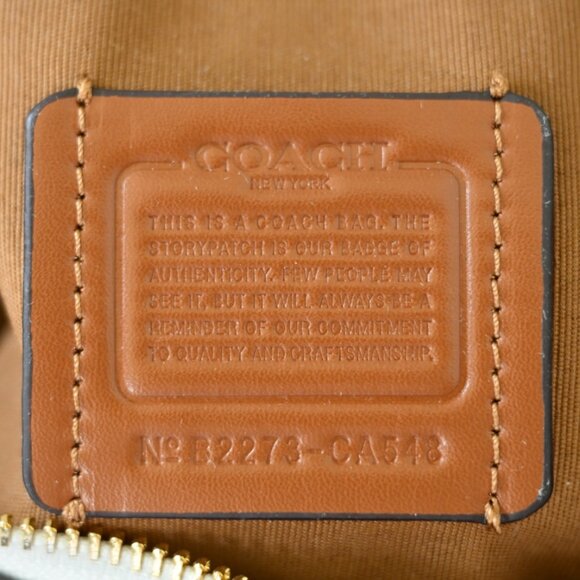 COACH
NEW YORK
THIS IS A COACH BAG. THE
STORYPATCH IS OUR BADGE OF
AUTHENTICITY. FEW PEOPLE MAY
SEE IT, BUT IT WILL ALWAYS BE A
REMINDER OF OUR COMMITMENT
TO QUALITY AND CRAFTSMANSHIP.
Nº B2273-CA548